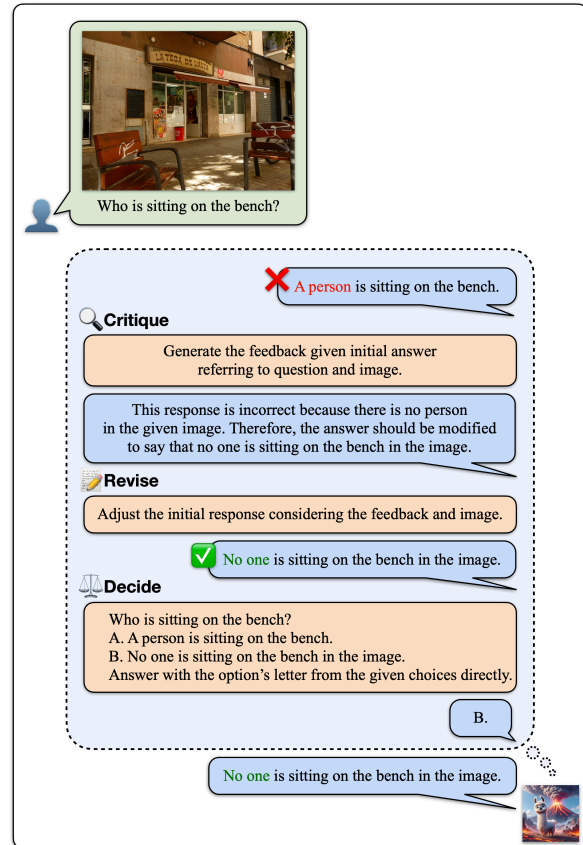 LA TECA DE L'AVIA
Who is sitting on the bench?
A person is sitting on the bench.
Critique
Generate the feedback given initial answer
referring to question and image.
This response is incorrect because there is no person
in the given image. Therefore, the answer should be modified
to say that no one is sitting on the bench in the image.
Revise
Adjust the initial response considering the feedback and image.
No one is sitting on the bench in the image.
Decide
Who is sitting on the bench?
A. A person is sitting on the bench.
B. No one is sitting on the bench in the image.
Answer with the option’s letter from the given choices directly.
B.
No one is sitting on the bench in the image.